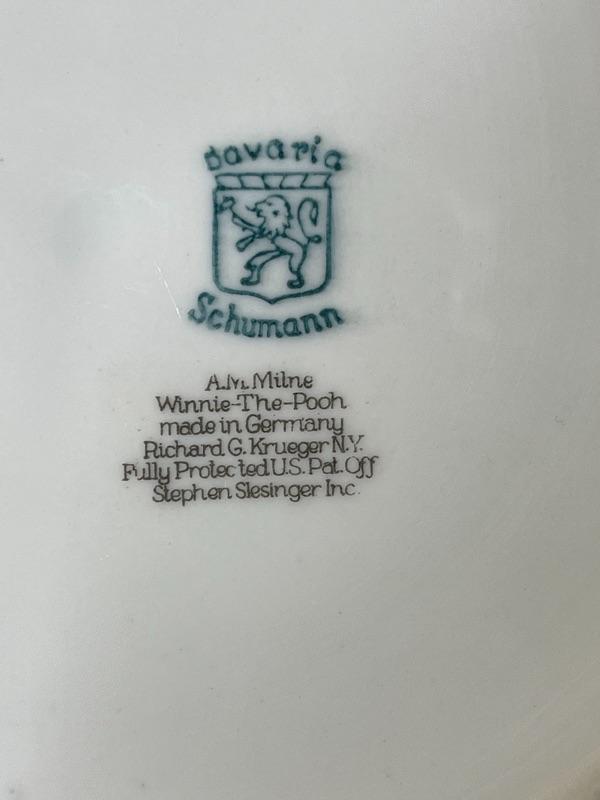 Bavaria
Schumann
A.M. Milne
Winnie-The-Pooh
made in Germany
Richard G. Krueger N.Y.
Fully Protected U.S. Pat. Off
Stephen Slesinger Inc.